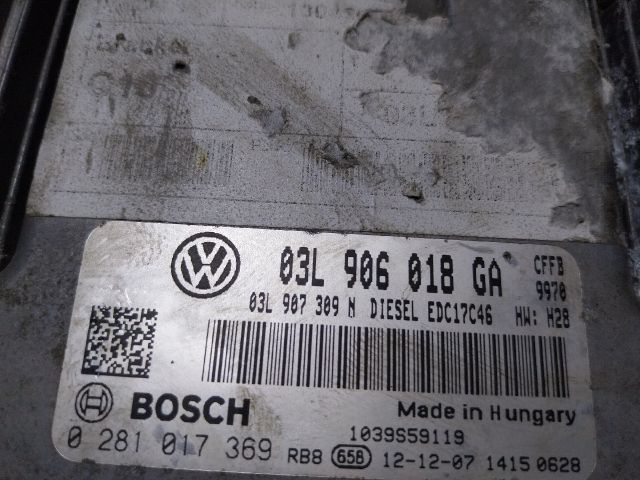 VW 03L 906 018 GA CFFB
03L 907 309 N DIESEL EDC17C46 9970
HW: H28
BOSCH Made in Hungary
1039S59119
0 281 017 369 RB8 658 12-12-07 1415 0628